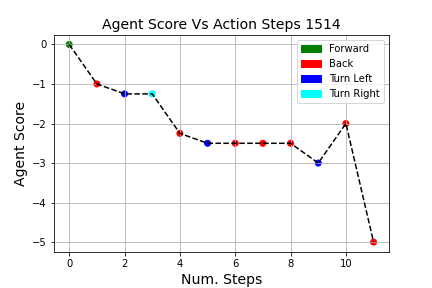 Agent Score Vs Action Steps 1514
Agent Score
0
−1
−2
−3
−4
−5
Forward
Back
Turn Left
Turn Right
0 2 4 6 8 10
Num. Steps